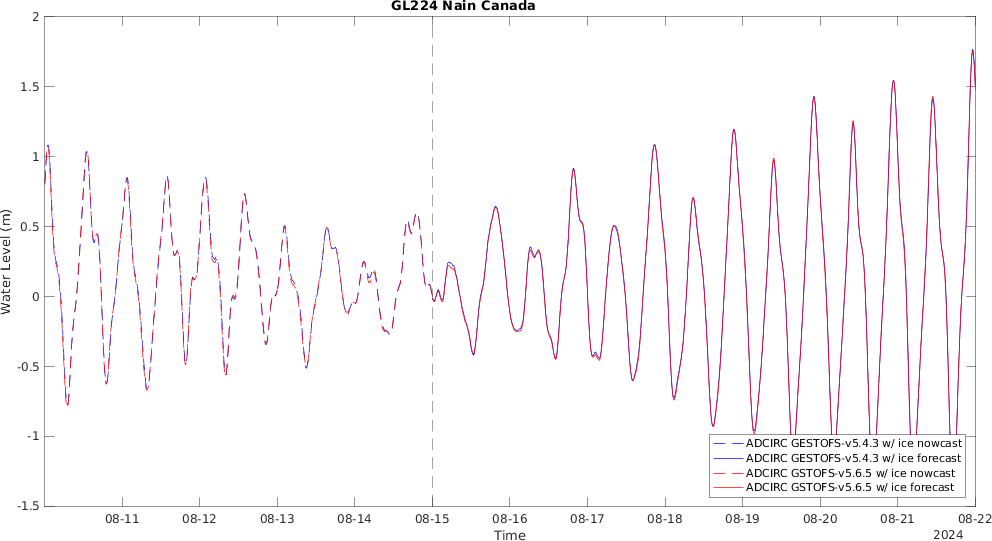 GL224 Nain Canada
2
1.5
1
0.5
0
-0.5
-1
-1.5
Water Level (m)
ADCIRC GESTOFS-v5.4.3 w/ ice nowcast
ADCIRC GESTOFS-v5.4.3 w/ ice forecast
ADCIRC GSTOFS-v5.6.5 w/ ice nowcast
ADCIRC GSTOFS-v5.6.5 w/ ice forecast
08-11 08-12 08-13 08-14 08-15 08-16 08-17 08-18 08-19 08-20 08-21 08-22
Time
2024